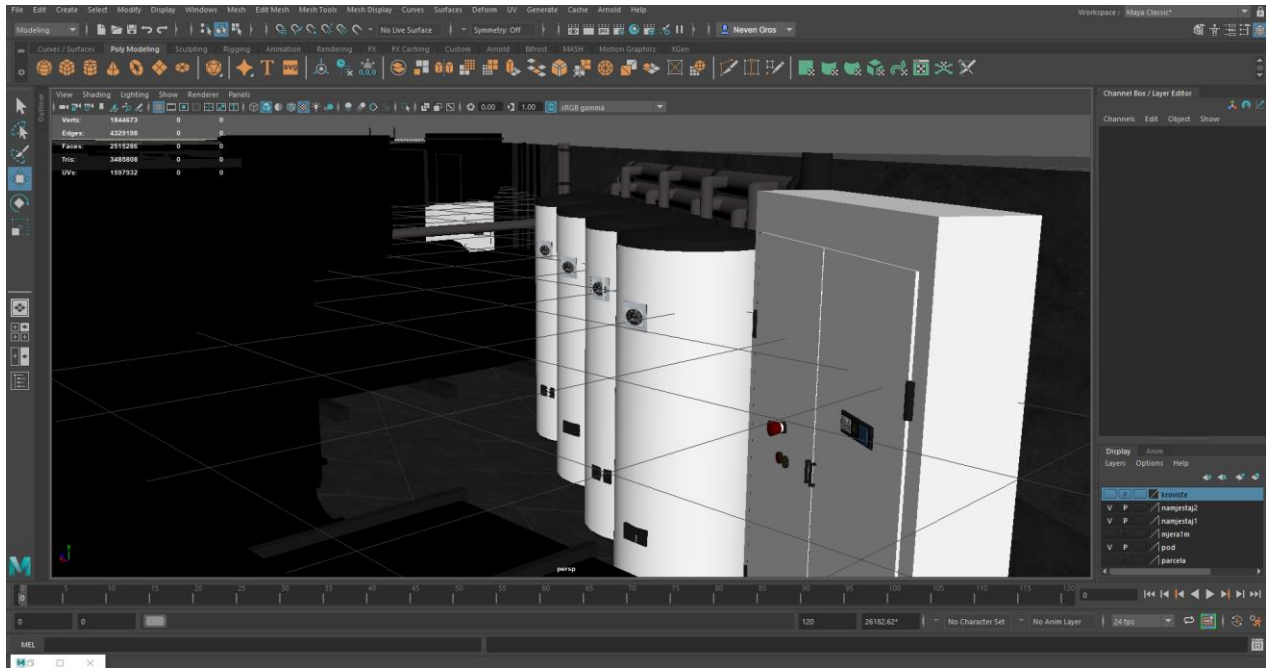 File Edit Create Select Modify Display Windows Mesh Edit Mesh Mesh Tools Mesh Display Curves Surfaces Deform UV Generate Cache Arnold Help Workspace: Maya Classic*
Modeling No Live Surface Symmetry: Off Neven Gros
Curves / Surfaces Poly Modeling Sculpting Rigging Animation Rendering FX FX Caching Custom Arnold Bifrost MASH Motion Graphics XGen
View Shading Lighting Show Renderer Panels
0.00 1.00 sRGB gamma
Outliner
Verts: 1844673 0 0
Edges: 4329198 0 0
Faces: 2515286 0 0
Tris: 3485808 0 0
UVs: 1597932 0 0
persp
Channel Box / Layer Editor
Channels Edit Object Show
Display Anim
Layers Options Help
P kroviste
V P namjestaj2
V P namjestaj1
mjera1m
V P pod
parcela
0 5 10 15 20 25 30 35 40 45 50 55 60 65 70 75 80 85 90 95 100 105 110 115 120 0
0 0 120 26182.62* No Character Set No Anim Layer 24 fps
MEL